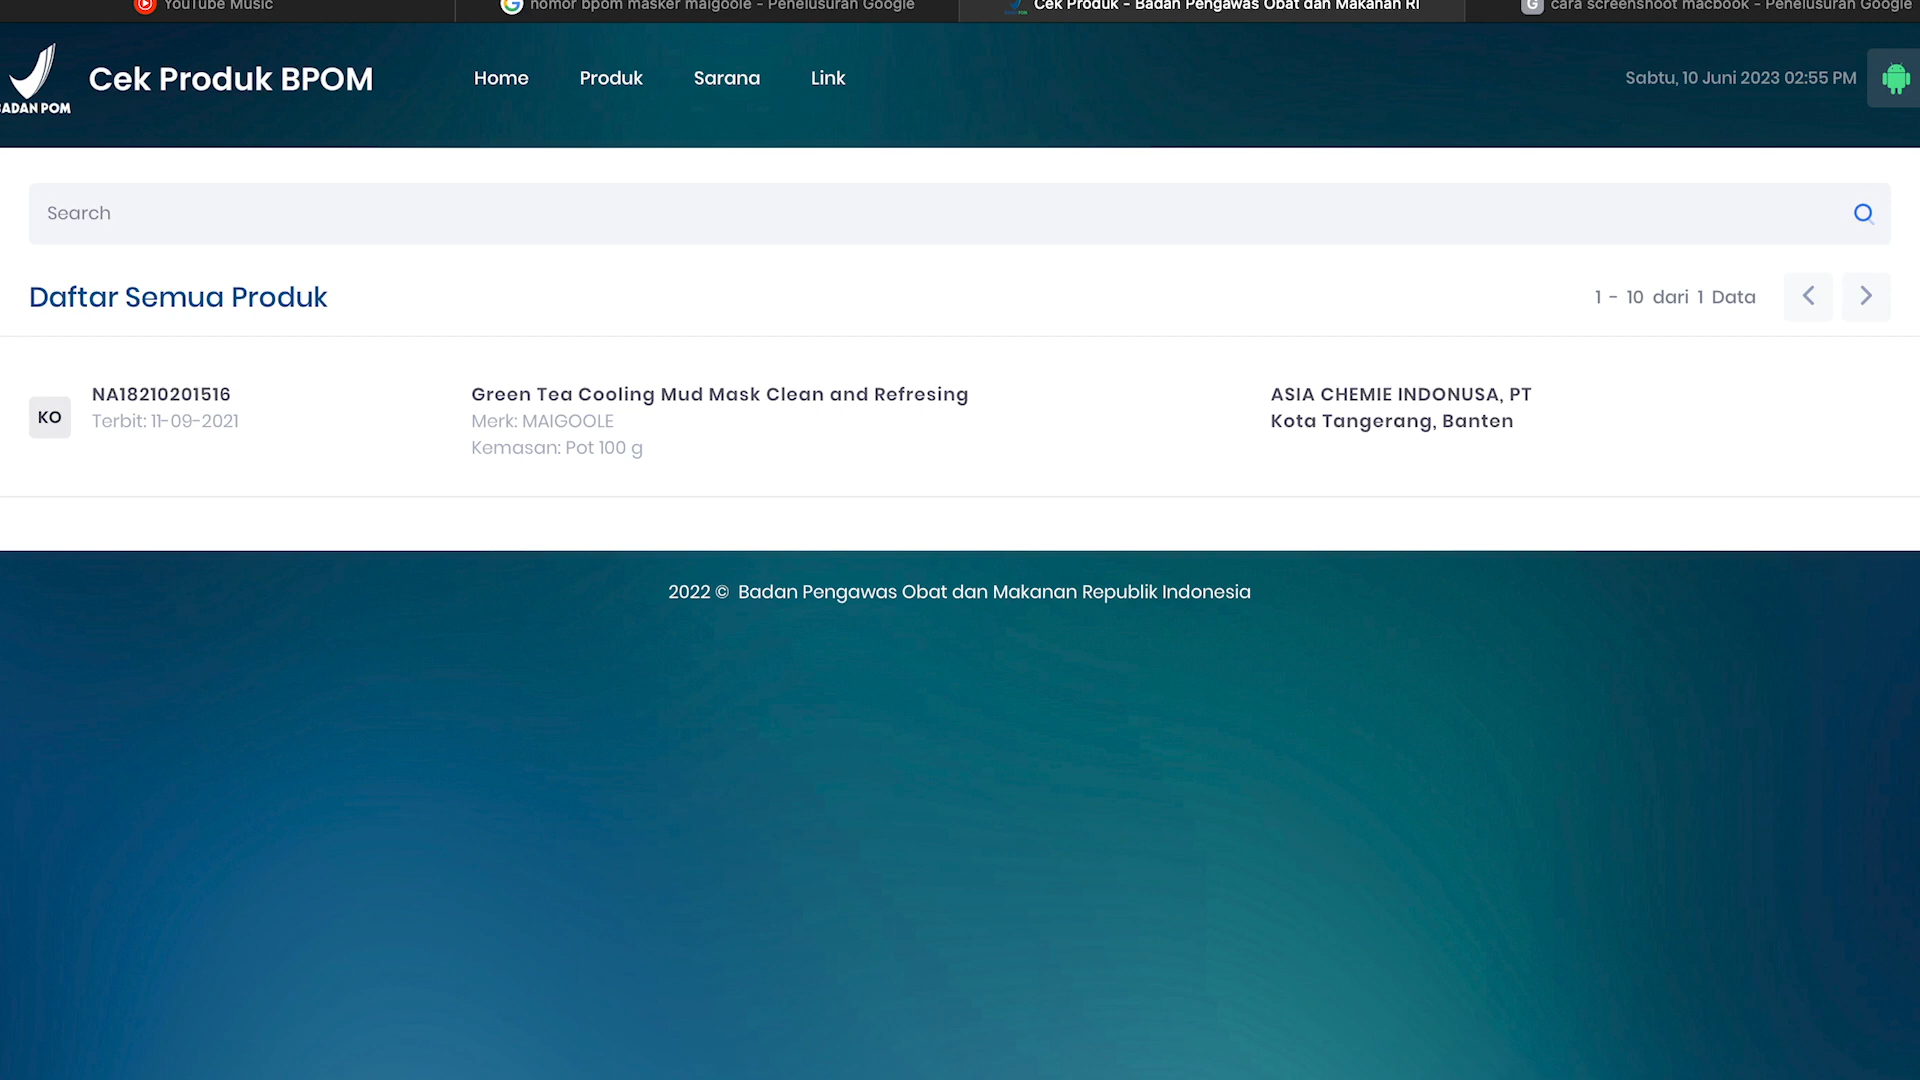 YouTube Music
nomor bpom masker maigoole - Penelusuran Google
Cek Produk - Badan Pengawas Obat dan Makanan RI
cara screenshoot macbook - Penelusuran Google
BADAN POM
Cek Produk BPOM
Home
Produk
Sarana
Link
Sabtu, 10 Juni 2023 02:55 PM
Search
Daftar Semua Produk
1 - 10 dari 1 Data
KO
NA18210201516
Terbit: 11-09-2021
Green Tea Cooling Mud Mask Clean and Refresing
Merk: MAIGOOLE
Kemasan: Pot 100 g
ASIA CHEMIE INDONUSA, PT
Kota Tangerang, Banten
2022 © Badan Pengawas Obat dan Makanan Republik Indonesia